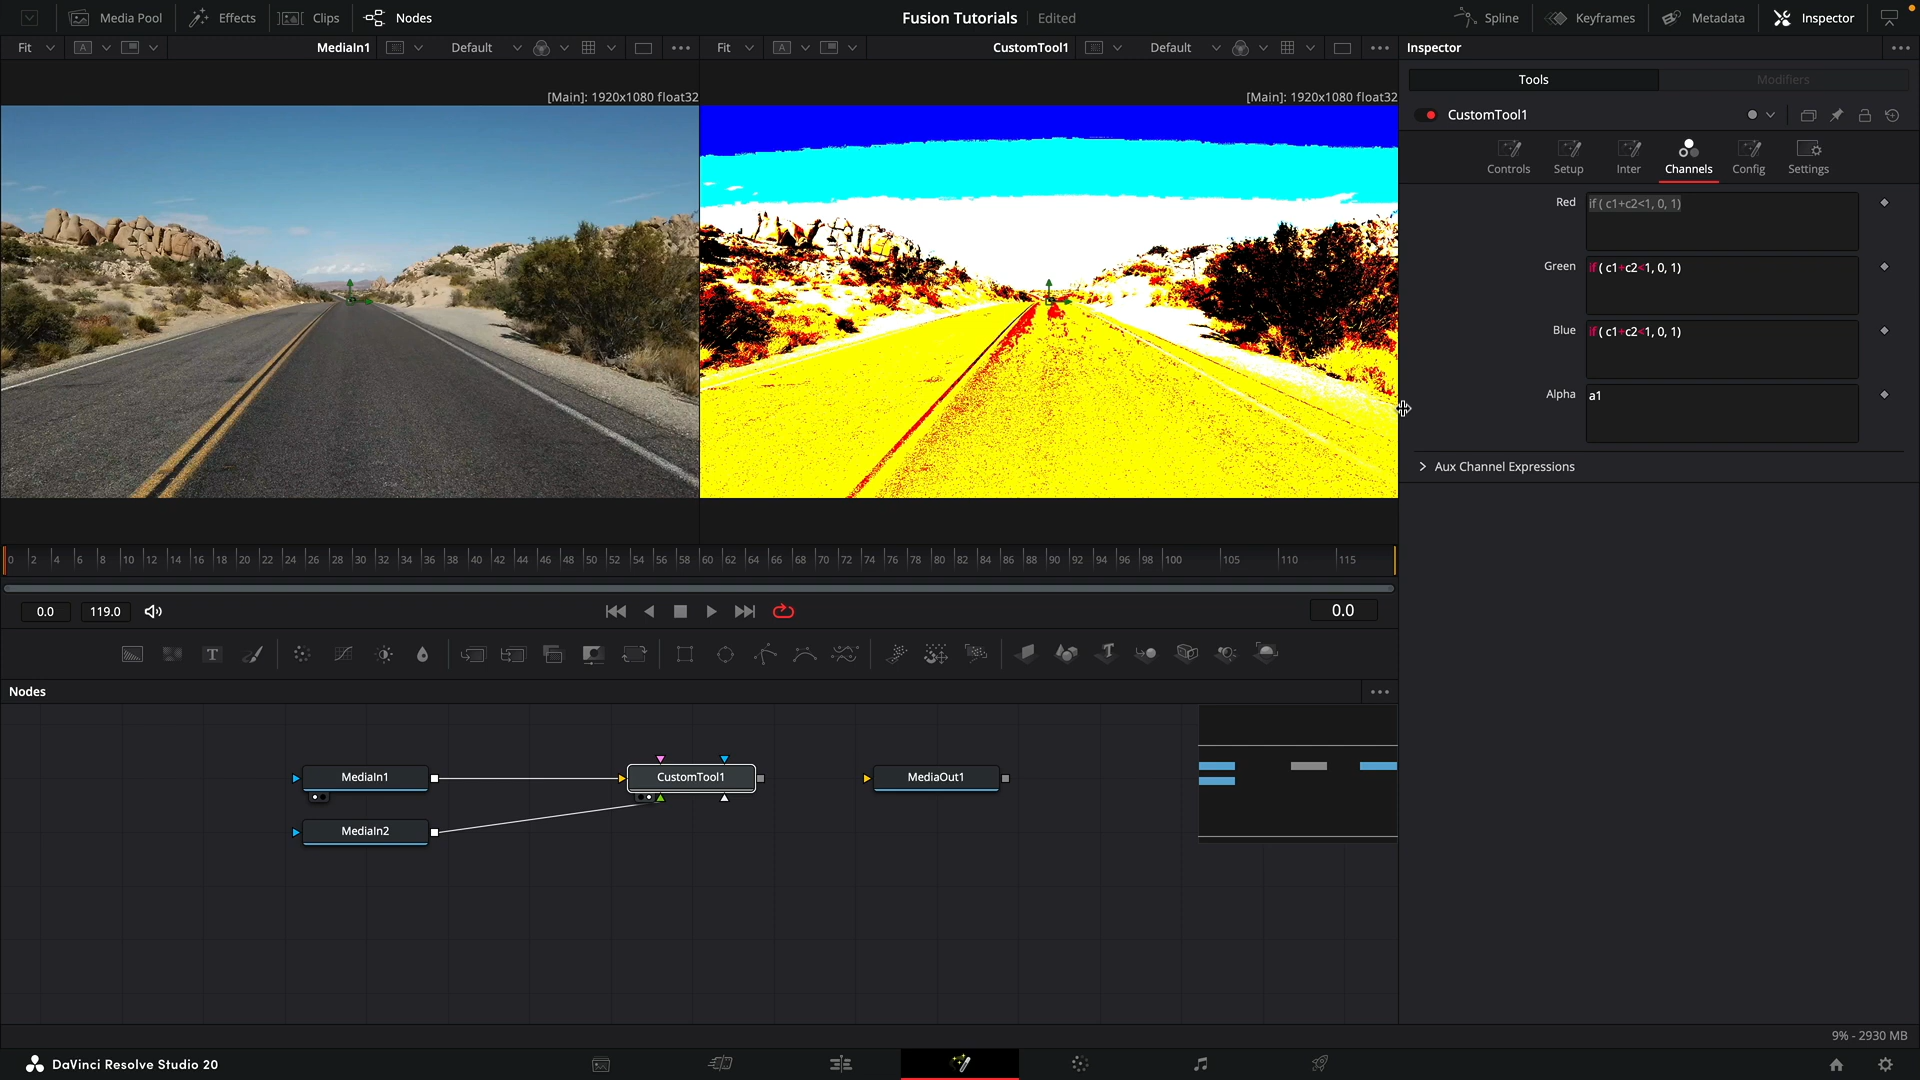 Media Pool
Effects
Clips
Nodes
Fusion Tutorials
Edited
Spline
Keyframes
Metadata
Inspector
Fit
A
MediaIn1
Default
Fit
A
CustomTool1
Default
Inspector
[Main]: 1920x1080 float32
[Main]: 1920x1080 float32
Tools
Modifiers
CustomTool1
Controls
Setup
Inter
Channels
Config
Settings
Red
if ( c1+c2<1, 0, 1)
Green
if ( c1+c2<1, 0, 1)
Blue
if ( c1+c2<1, 0, 1)
Alpha
a1
Aux Channel Expressions
0 2 4 6 8 10 12 14 16 18 20 22 24 26 28 30 32 34 36 38 40 42 44 46 48 50 52 54 56 58 60 62 64 66 68 70 72 74 76 78 80 82 84 86 88 90 92 94 96 98 100 105 110 115
0.0
119.0
0.0
T
T
Nodes
MediaIn1
CustomTool1
MediaOut1
MediaIn2
9% - 2930 MB
DaVinci Resolve Studio 20